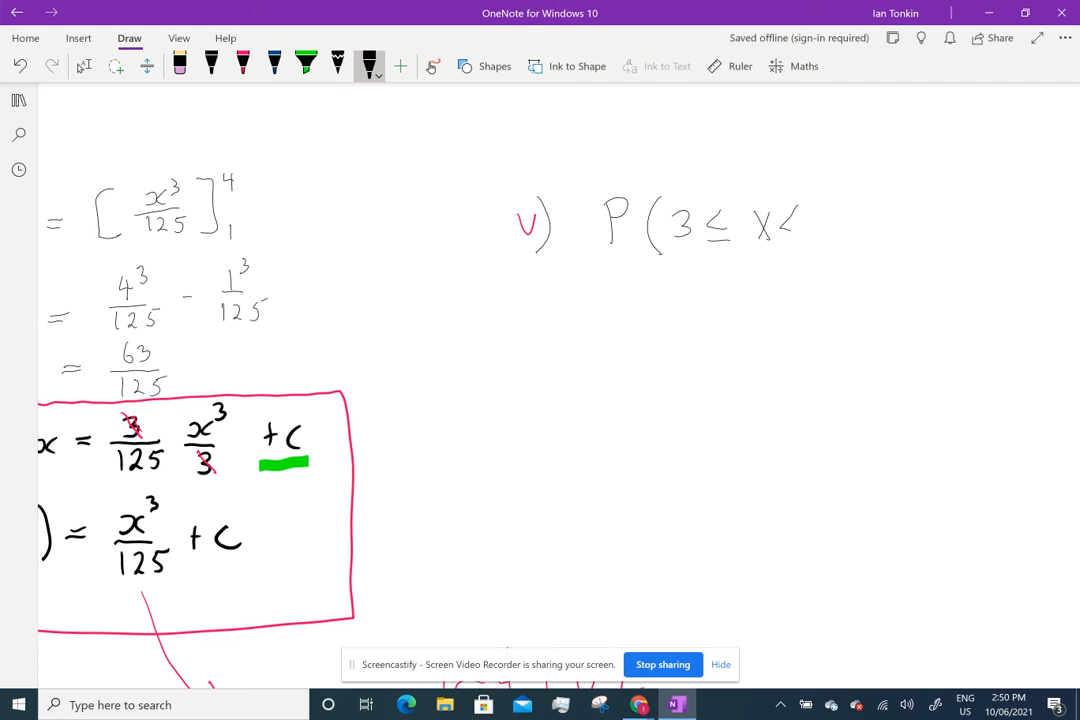 OneNote for Windows 10
Ian Tonkin
Home Insert Draw View Help
Saved offline (sign-in required)
Share
Shapes Ink to Shape Ink to Text Ruler Maths
= [x³/125]₁⁴
= 4³/125 - 1³/125
= 63/125
x = 3/125 x³/3 + c
) = x³/125 + c
v) P(3 ≤ X <
Screencastify - Screen Video Recorder is sharing your screen.
Stop sharing
Hide
Type here to search
ENG
US
2:50 PM
10/06/2021
3